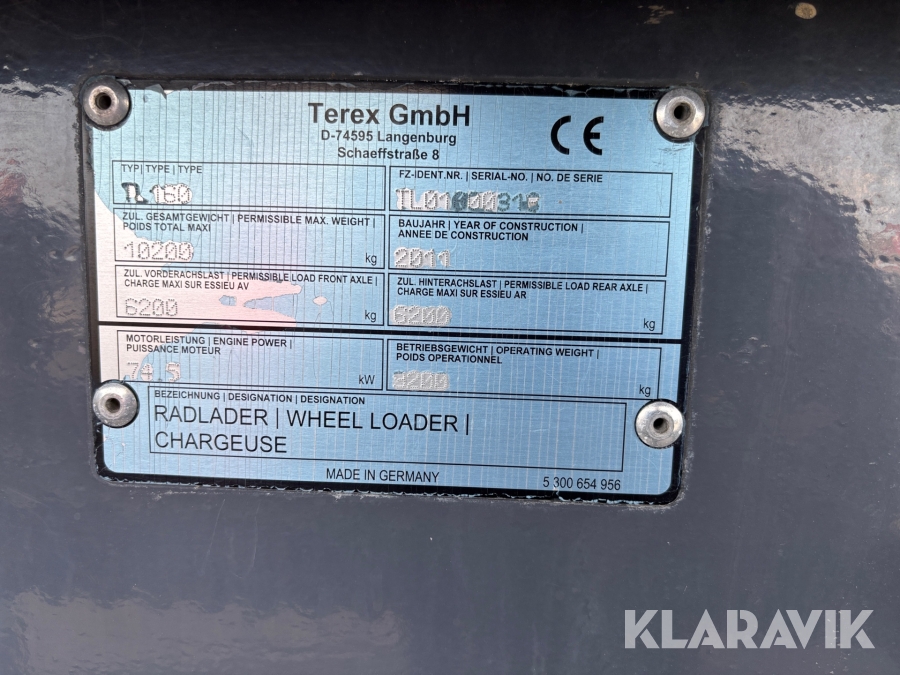 Terex GmbH
D-74595 Langenburg
Schaeffstraße 8
CE
TYP | TYPE | TYPE
TL160
FZ-IDENT.NR. | SERIAL-NO. | NO. DE SERIE
ZUL. GESAMTGEWICHT | PERMISSIBLE MAX. WEIGHT |
POIDS TOTAL MAXI
10200 kg
BAUJAHR | YEAR OF CONSTRUCTION |
ANNEE DE CONSTRUCTION
2011
ZUL. VORDERACHSLAST | PERMISSIBLE LOAD FRONT AXLE |
CHARGE MAXI SUR ESSIEU AV
6200 kg
ZUL. HINTERACHSLAST | PERMISSIBLE LOAD REAR AXLE |
CHARGE MAXI SUR ESSIEU AR
6200 kg
MOTORLEISTUNG | ENGINE POWER |
PUISSANCE MOTEUR
74.5 kW
BETRIEBSGEWICHT | OPERATING WEIGHT |
POIDS OPERATIONNEL
kg
BEZEICHNUNG | DESIGNATION | DESIGNATION
RADLADER | WHEEL LOADER |
CHARGEUSE
MADE IN GERMANY
5 300 654 956
KLARAVIK